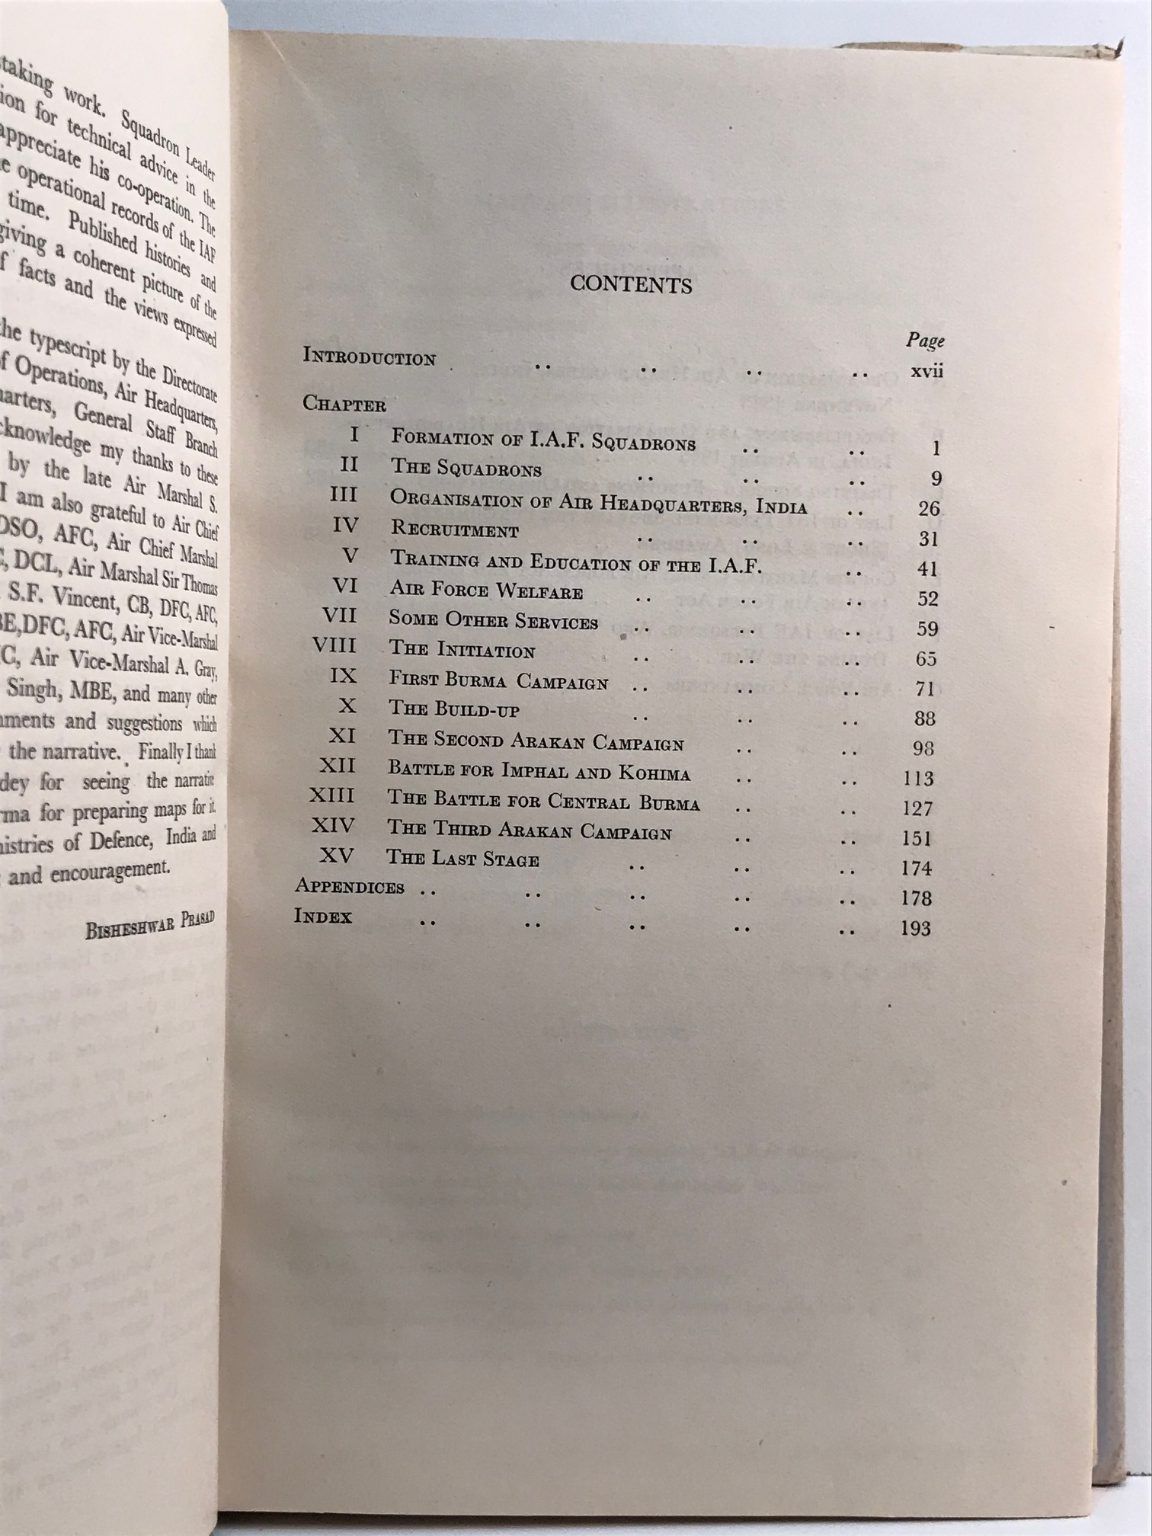 staking work. Squadron Leader
ion for technical advice in the
appreciate his co-operation. The
e operational records of the IAF
time. Published histories and
giving a coherent picture of the
f facts and the views expressed
the typescript by the Directorate
of Operations, Air Headquarters,
uarters, General Staff Branch
cknowledge my thanks to these
by the late Air Marshal S.
I am also grateful to Air Chief
DSO, AFC, Air Chief Marshal
C, DCL, Air Marshal Sir Thomas
S.F. Vincent, CB, DFC, AFC,
BE, DFC, AFC, Air Vice-Marshal
C, Air Vice-Marshal A. Gray,
Singh, MBE, and many other
mments and suggestions which
the narrative. Finally I thank
dey for seeing the narrative
rma for preparing maps for it.
nistries of Defence, India and
and encouragement.
BISHESHWAR PRASAD
CONTENTS
Page
INTRODUCTION .. .. .. .. xvii
CHAPTER
I FORMATION OF I.A.F. SQUADRONS .. .. 1
II THE SQUADRONS .. .. .. 9
III ORGANISATION OF AIR HEADQUARTERS, INDIA .. 26
IV RECRUITMENT .. .. .. 31
V TRAINING AND EDUCATION OF THE I.A.F. .. 41
VI AIR FORCE WELFARE .. .. .. 52
VII SOME OTHER SERVICES .. .. .. 59
VIII THE INITIATION .. .. .. 65
IX FIRST BURMA CAMPAIGN .. .. .. 71
X THE BUILD-UP .. .. .. 88
XI THE SECOND ARAKAN CAMPAIGN .. .. 98
XII BATTLE FOR IMPHAL AND KOHIMA .. .. 113
XIII THE BATTLE FOR CENTRAL BURMA .. .. 127
XIV THE THIRD ARAKAN CAMPAIGN .. .. 151
XV THE LAST STAGE .. .. .. 174
APPENDICES .. .. .. .. .. 178
INDEX .. .. .. .. .. 193